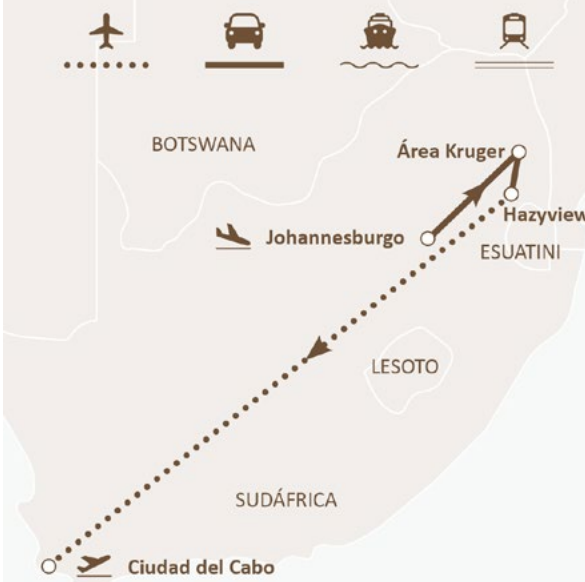 BOTSWANA
Área Kruger
Hazyview
Johannesburgo
ESUATINI
LESOTO
SUDÁFRICA
Ciudad del Cabo